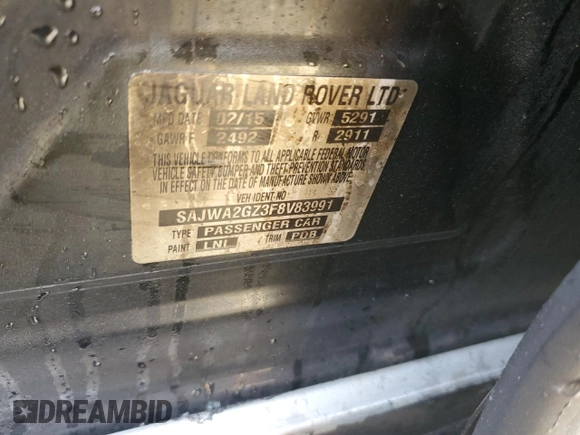 JAGUAR LAND ROVER LTD
MFD DATE 02/15 GVWR 5291
GAWR F 2492 R 2911
THIS VEHICLE CONFORMS TO ALL APPLICABLE FEDERAL MOTOR
VEHICLE SAFETY BUMPER AND THEFT PREVENTION STANDARDS
IN EFFECT ON THE DATE OF MANUFACTURE SHOWN ABOVE.
VEH IDENT NO
SAJWA2GZ3F8V83991
TYPE PASSENGER CAR
PAINT LNL TRIM PDB
DREAMBID